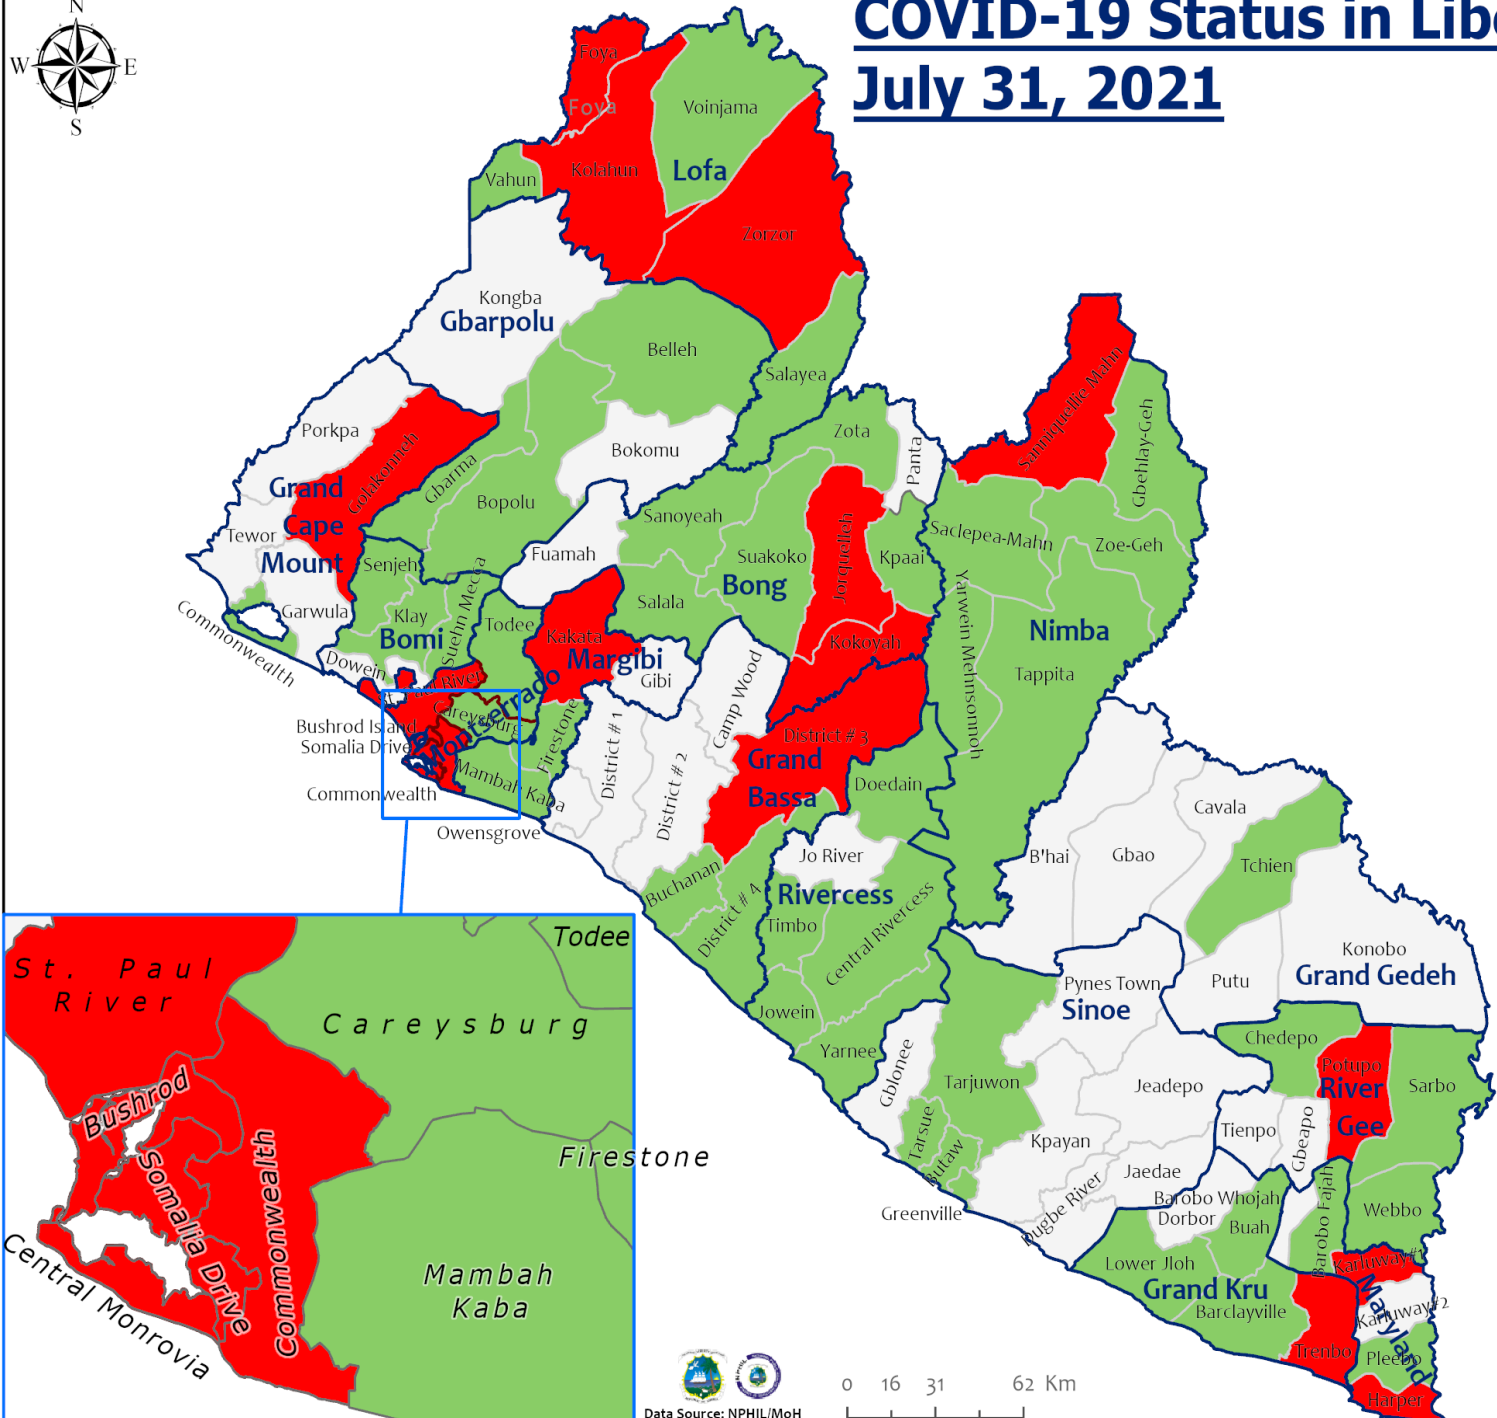 COVID-19 Status in Libe
July 31, 2021
N
W E
S
Foya
Foya
Voinjama
Kolahun
Lofa
Vahun
Zorzor
Kongba
Gbarpolu
Belleh
Salayea
Porkpa
Golakonneh
Gbarma
Bokomu
Zota
Panta
Sanniquellie Mahn
Gbehlay-Geh
Grand
Cape
Mount
Tewor
Bopolu
Sanoyeah
Fuamah
Suakoko
Bong
Jorquelleh
Kpaai
Saclepea-Mahn
Zoe-Geh
Senjeh
Garwula
Klay
Bomi
Suehn Mecca
Todee
Salala
Kakata
Margibi
Gibi
Kokoyah
Yarwein Mehnsonnoh
Nimba
Tappita
Commonwealth
Dowein
Careysburg
Montserrado
Firestone
Bushrod Island
Somalia Drive
Mambah Kaba
Commonwealth
Owensgrove
District # 1
District # 2
Camp Wood
District # 3
Grand
Bassa
Doedain
Buchanan
District # 4
Jo River
Rivercess
Timbo
Central Rivercess
Jowein
Yarnee
B'hai
Gbao
Cavala
Tchien
Konobo
Grand Gedeh
Putu
Pynes Town
Sinoe
Gblonee
Tarjuwon
Tarsue
Butaw
Greenville
Kpayan
Jeadepo
Jaedae
Dugbe River
Tienpo
Gbeapo
Chedepo
Potupo
River
Gee
Sarbo
Webbo
Barobo Whojah
Dorbor
Buah
Barobo Fajah
Lower Jloh
Grand Kru
Barclayville
Trenbo
Karluway#1
Karluway#2
Maryland
Pleebo
Harper
St. Paul
River
Todee
Careysburg
Bushrod
Somalia Drive
Commonwealth
Central Monrovia
Firestone
Mambah
Kaba
0 16 31 62 Km
Data Source: NPHIL/MoH